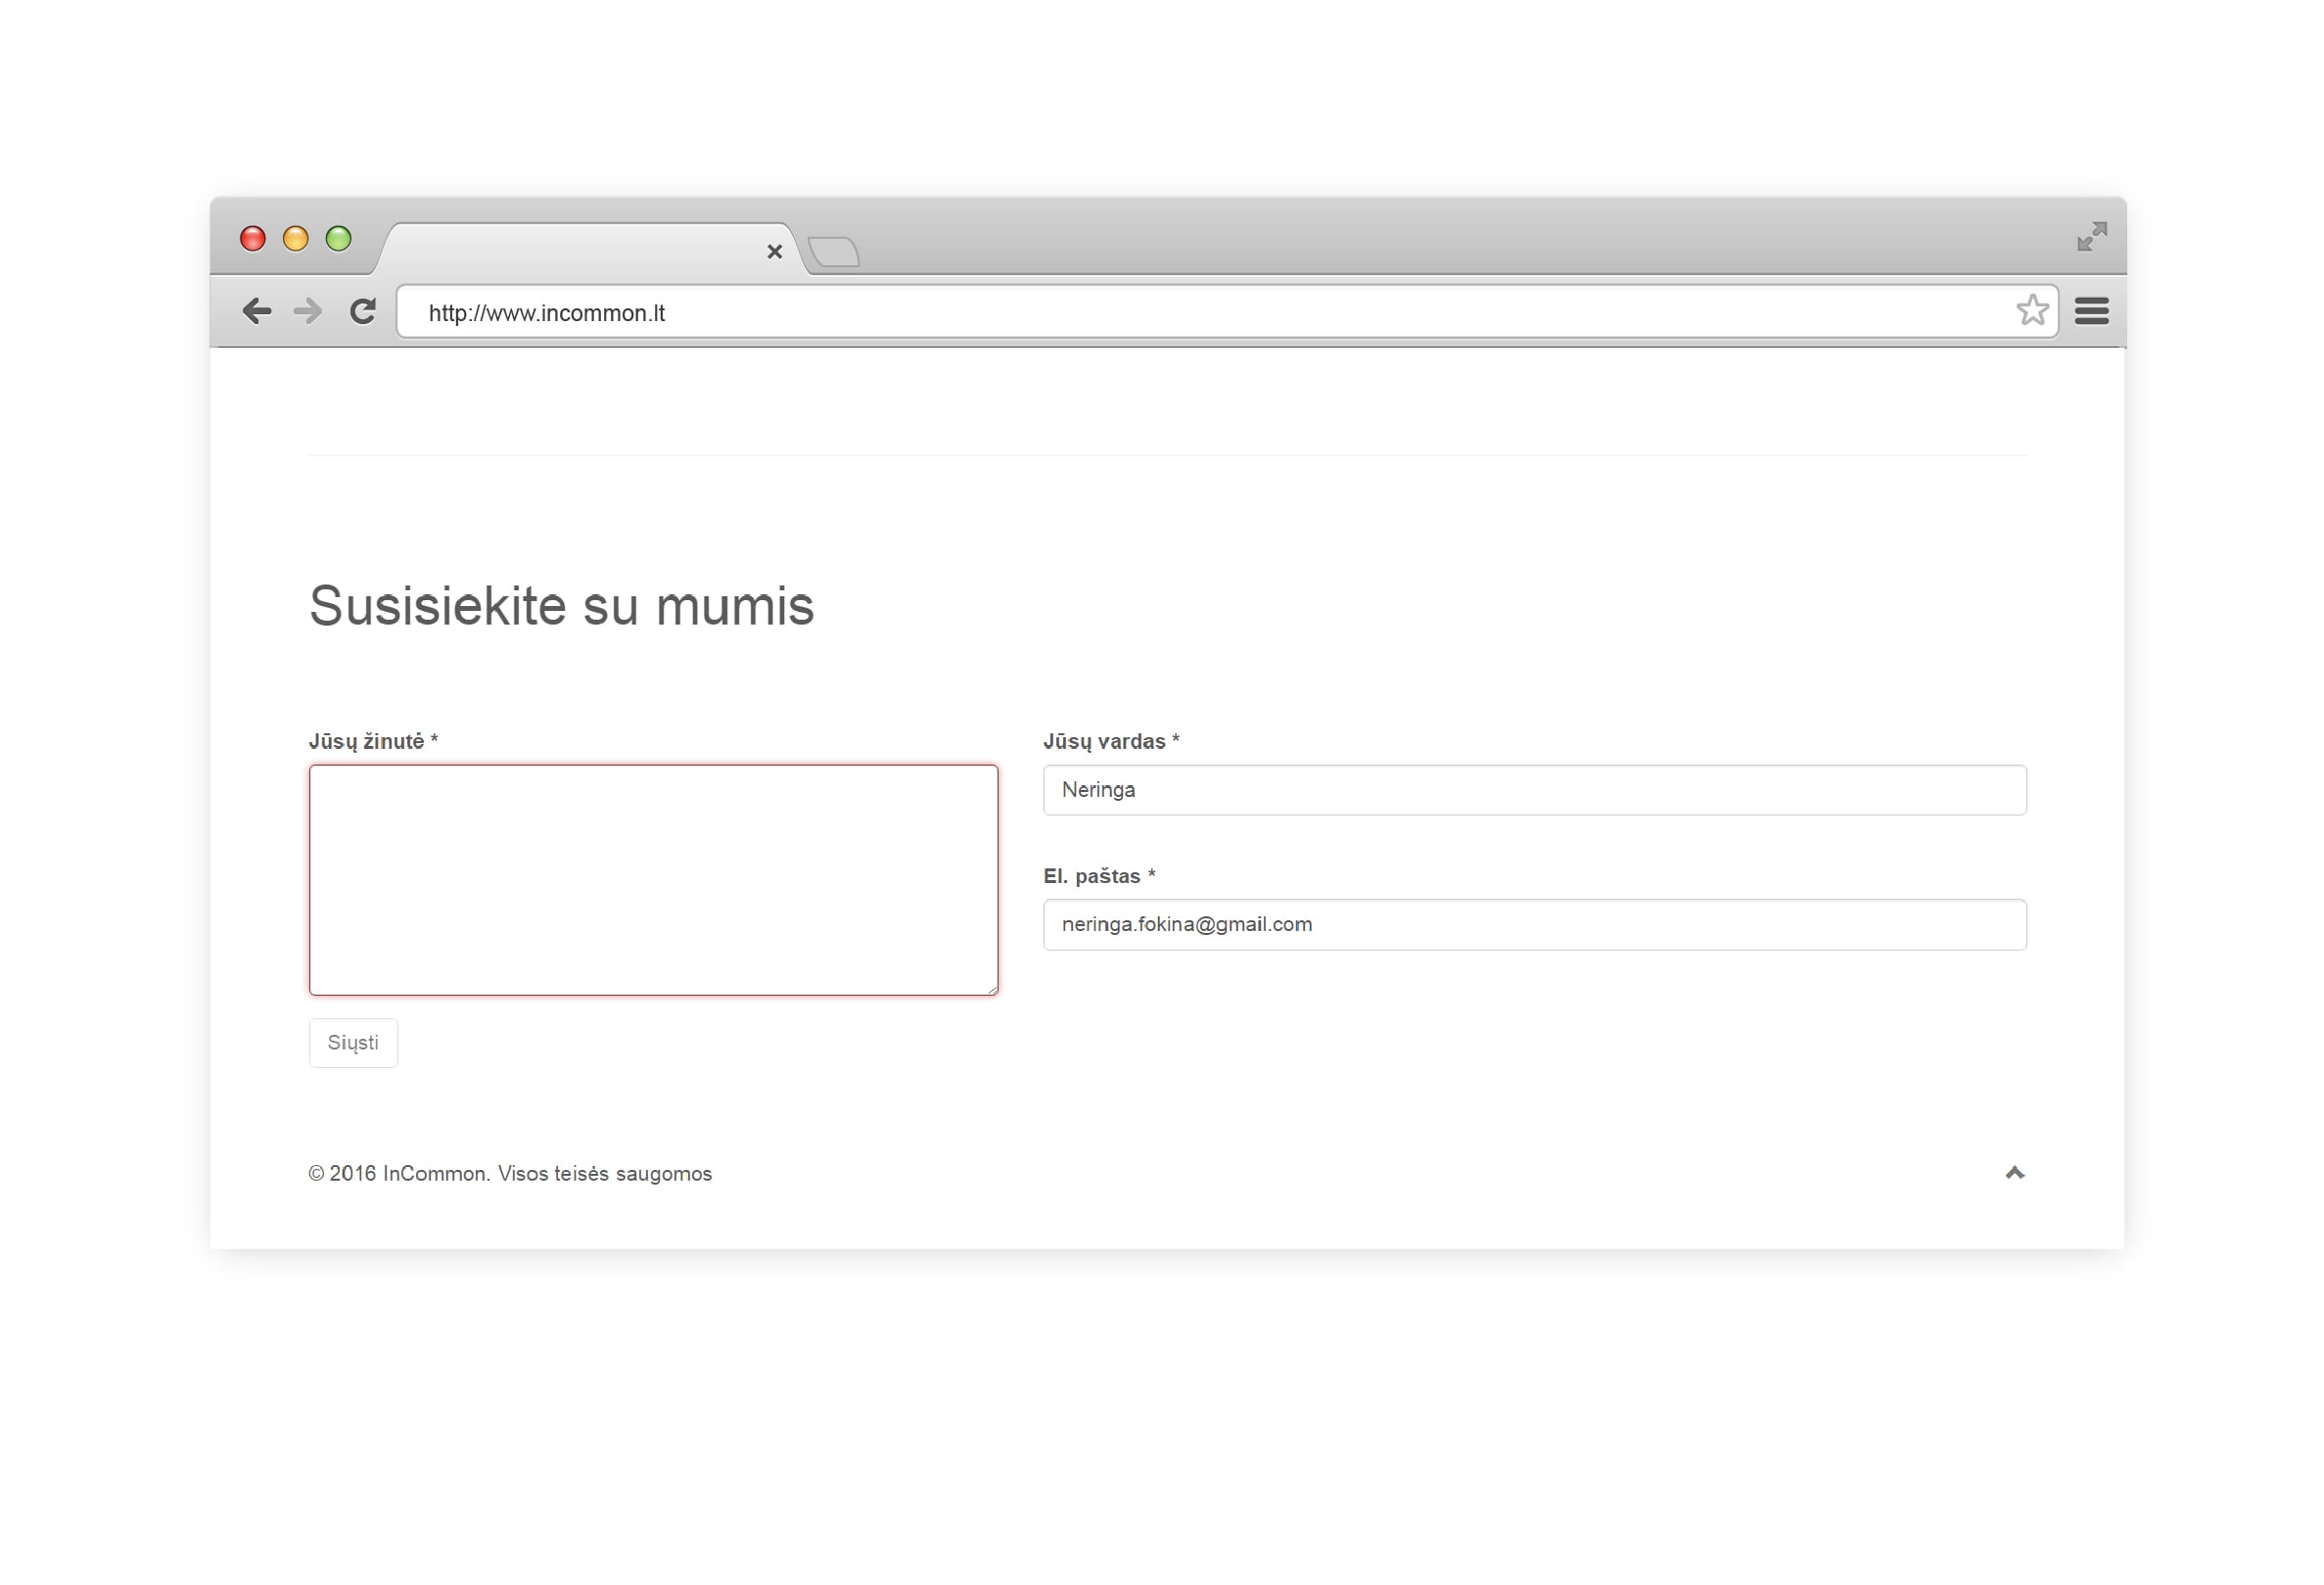 http://www.incommon.lt
Susisiekite su mumis
Jūsų žinutė *
Jūsų vardas *
Neringa
El. paštas *
neringa.fokina@gmail.com
Siųsti
© 2016 InCommon. Visos teisės saugomos